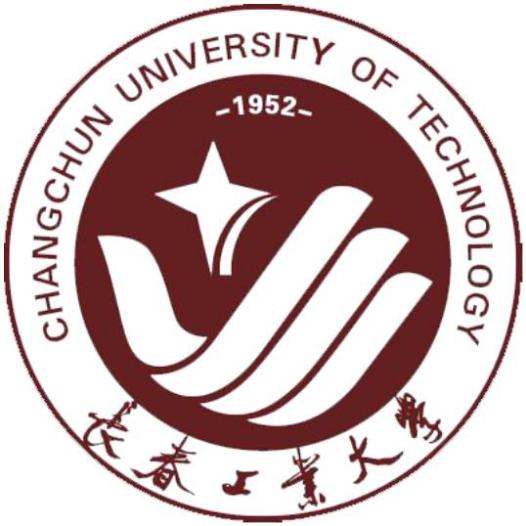 CHANGCHUN UNIVERSITY OF TECHNOLOGY
-1952-
长春工业大学